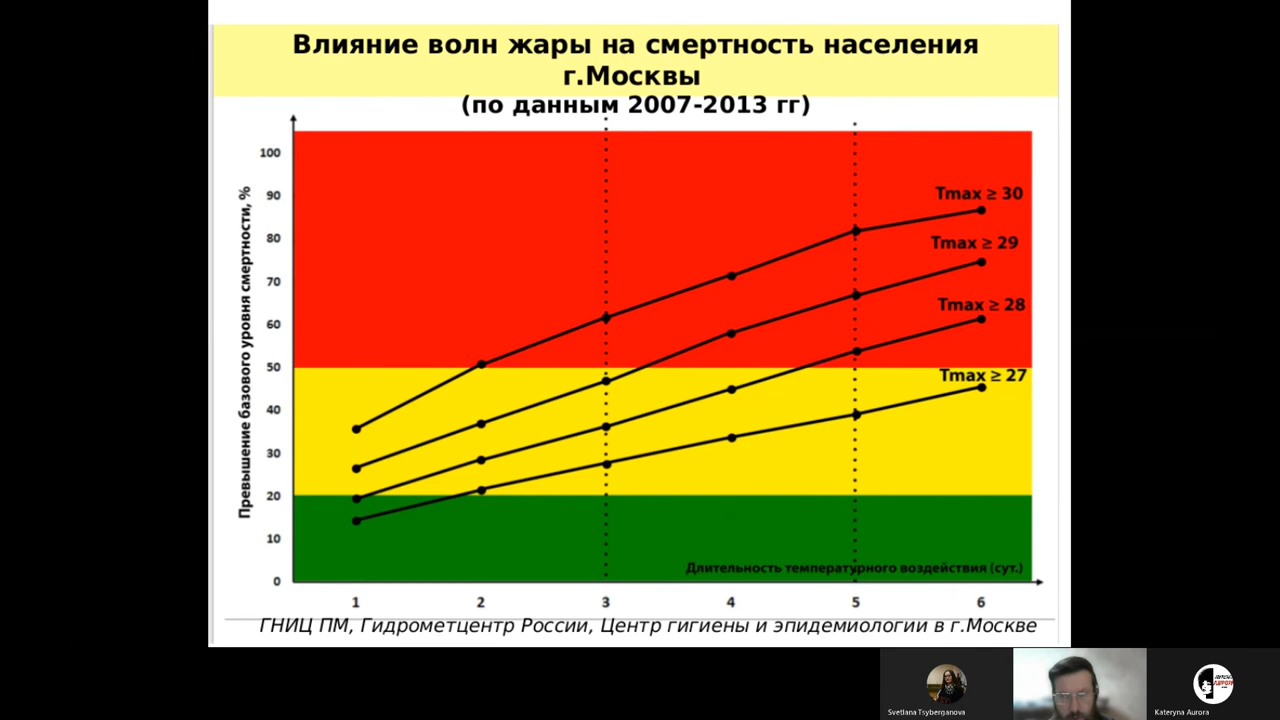 Влияние волн жары на смертность населения
г.Москвы
(по данным 2007-2013 гг)
Превышение базового уровня смертности, %
100
90
80
70
60
50
40
30
20
10
0
Tmax ≥ 30
Tmax ≥ 29
Tmax ≥ 28
Tmax ≥ 27
Длительность температурного воздействия (сут.)
1 2 3 4 5 6
ГНИЦ ПМ, Гидрометцентр России, Центр гигиены и эпидемиологии в г.Москве
Svetlana Tsyberganova
Kateryna Aurora